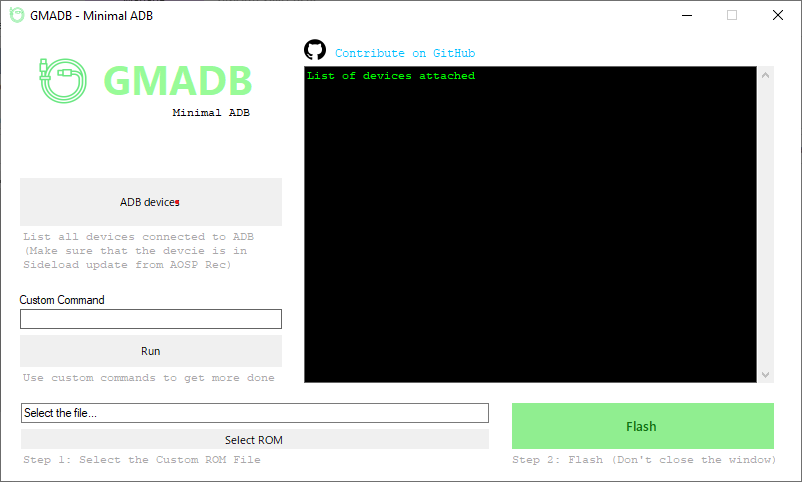 GMADB - Minimal ADB
GMADB
Minimal ADB
Contribute on GitHub
List of devices attached
ADB devices
List all devices connected to ADB
(Make sure that the devcie is in
Sideload update from AOSP Rec)
Custom Command
Run
Use custom commands to get more done
Select the file...
Select ROM
Step 1: Select the Custom ROM File
Flash
Step 2: Flash (Don't close the window)